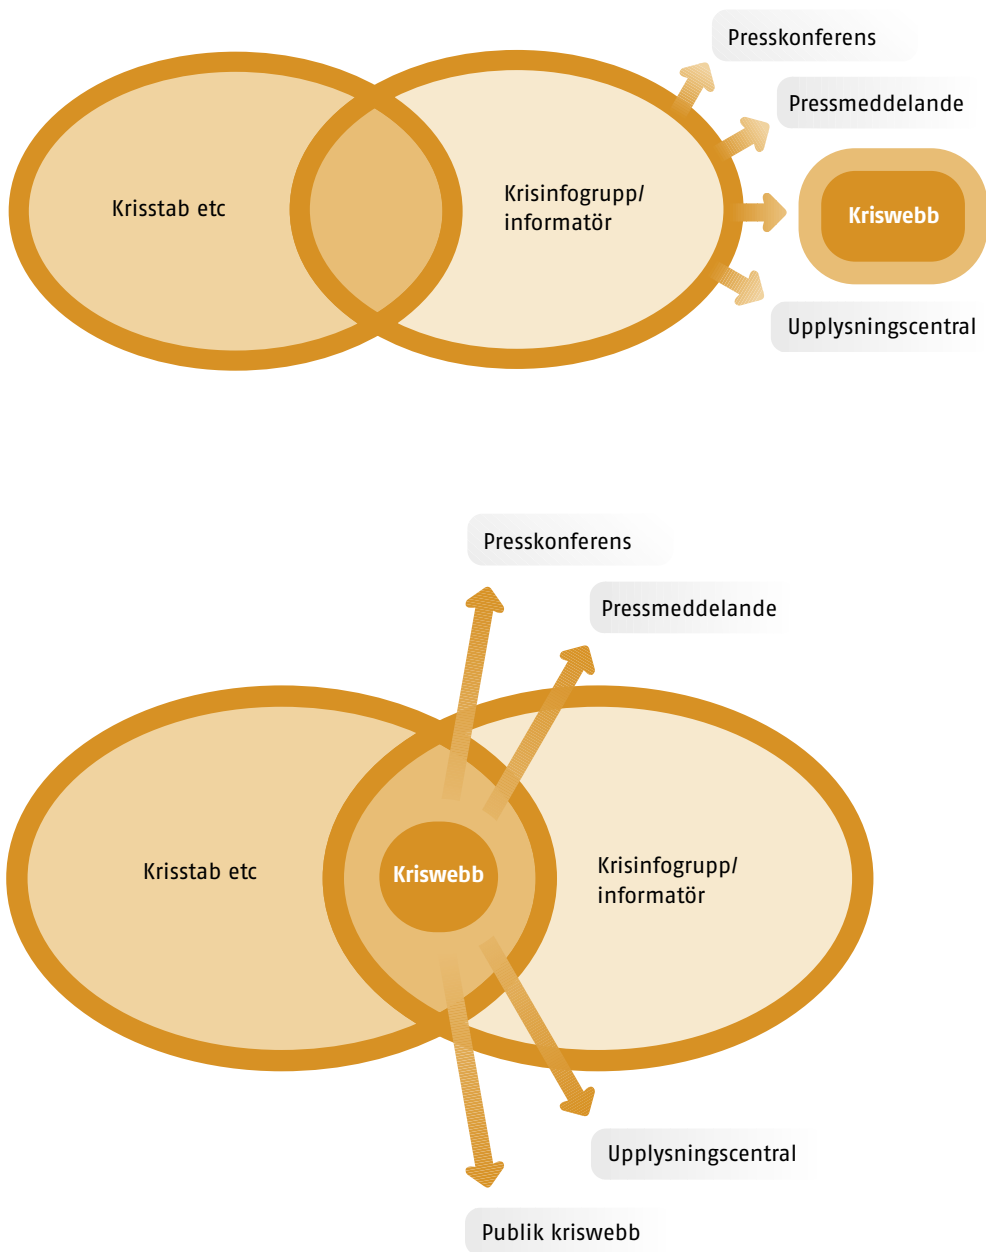 Presskonferens
Pressmeddelande
Krisstab etc
Krisinfogrupp/
informatör
Kriswebb
Upplysningscentral
Presskonferens
Pressmeddelande
Krisstab etc
Kriswebb
Krisinfogrupp/
informatör
Upplysningscentral
Publik kriswebb